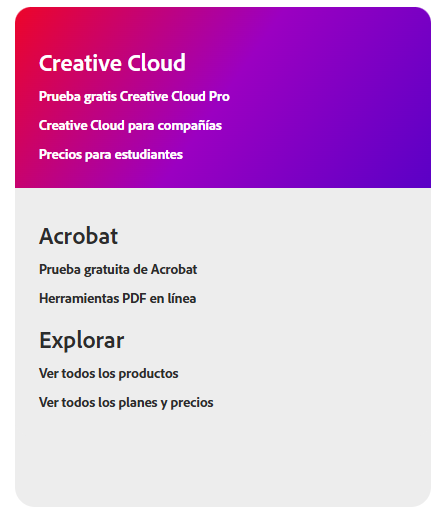 Creative Cloud
Prueba gratis Creative Cloud Pro
Creative Cloud para compañías
Precios para estudiantes
Acrobat
Prueba gratuita de Acrobat
Herramientas PDF en línea
Explorar
Ver todos los productos
Ver todos los planes y precios